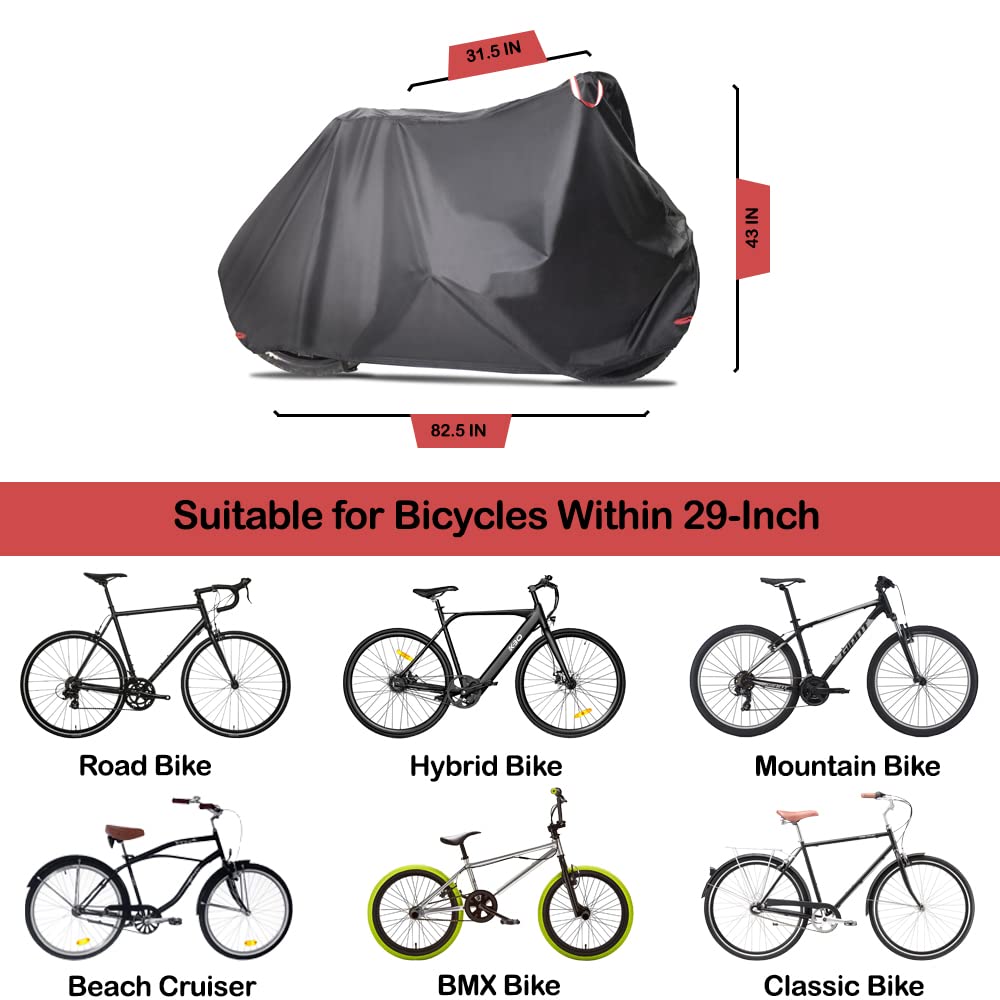 31.5 IN
43 IN
82.5 IN
Suitable for Bicycles Within 29-Inch
Road Bike
Hybrid Bike
Mountain Bike
Beach Cruiser
BMX Bike
Classic Bike